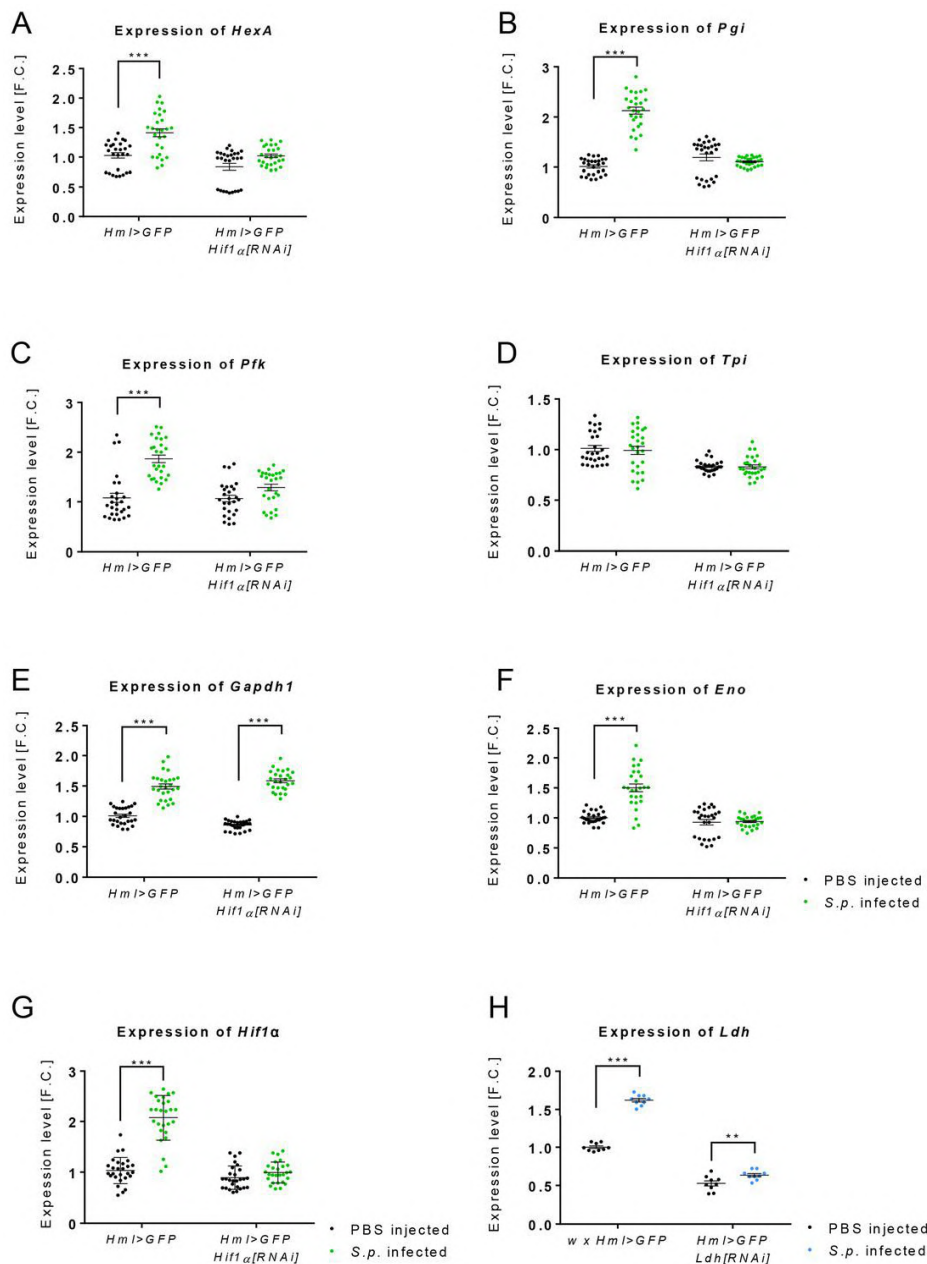 A
Expression of HexA
Expression level [F.C.]
2.5
2.0
1.5
1.0
0.5
0.0
***
Hml>GFP
Hml>GFP
Hif1α[RNAi]
B
Expression of Pgi
Expression level [F.C.]
3
2
1
0
***
Hml>GFP
Hml>GFP
Hif1α[RNAi]
C
Expression of Pfk
Expression level [F.C.]
3
2
1
0
***
Hml>GFP
Hml>GFP
Hif1α[RNAi]
D
Expression of Tpi
Expression level [F.C.]
1.5
1.0
0.5
0.0
Hml>GFP
Hml>GFP
Hif1α[RNAi]
E
Expression of Gapdh1
Expression level [F.C.]
2.5
2.0
1.5
1.0
0.5
0.0
***
***
Hml>GFP
Hml>GFP
Hif1α[RNAi]
F
Expression of Eno
Expression level [F.C.]
2.5
2.0
1.5
1.0
0.5
0.0
***
Hml>GFP
Hml>GFP
Hif1α[RNAi]
PBS injected
S.p. infected
G
Expression of Hif1α
Expression level [F.C.]
3
2
1
0
***
Hml>GFP
Hml>GFP
Hif1α[RNAi]
PBS injected
S.p. infected
H
Expression of Ldh
Expression level [F.C.]
2.0
1.5
1.0
0.5
0.0
***
**
w x Hml>GFP
Hml>GFP
Ldh[RNAi]
PBS injected
S.p. infected